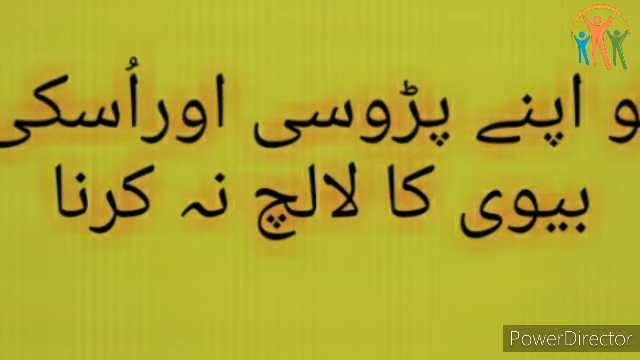 و اپنے پڑوسی اوراُسکی
بیوی کا لالچ نہ کرنا
PowerDirector